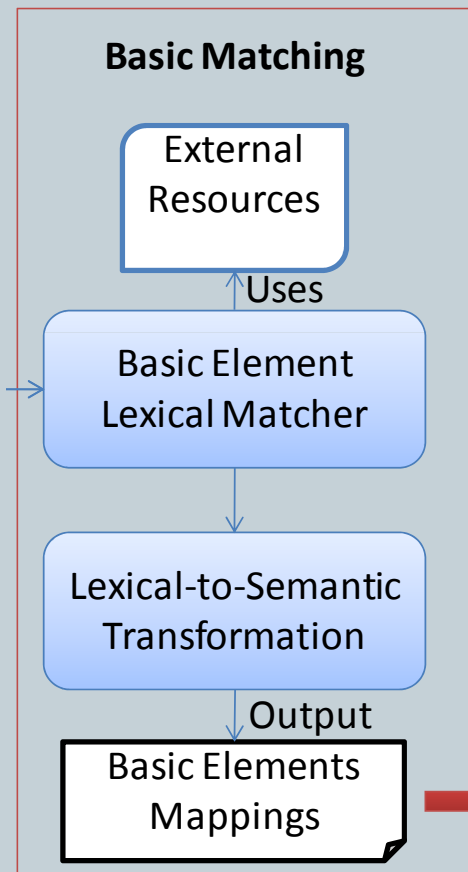 Basic Matching
External
Resources
Uses
Basic Element
Lexical Matcher
Lexical-to-Semantic
Transformation
Output
Basic Elements
Mappings